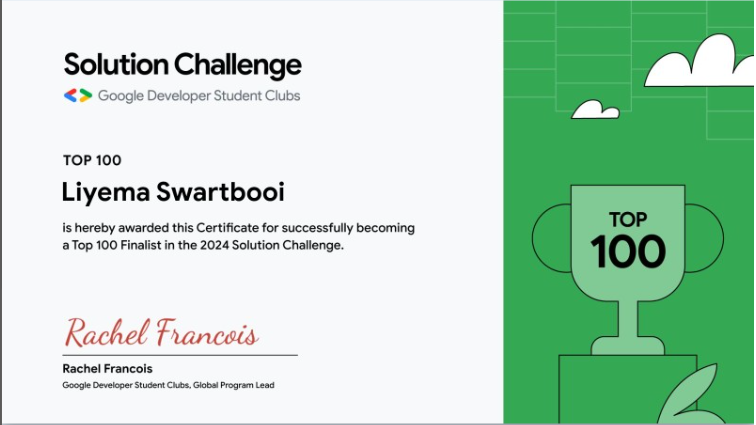 Solution Challenge
Google Developer Student Clubs
TOP 100
Liyema Swartbooi
is hereby awarded this Certificate for successfully becoming
a Top 100 Finalist in the 2024 Solution Challenge.
Rachel Francois
Rachel Francois
Google Developer Student Clubs, Global Program Lead
TOP
100